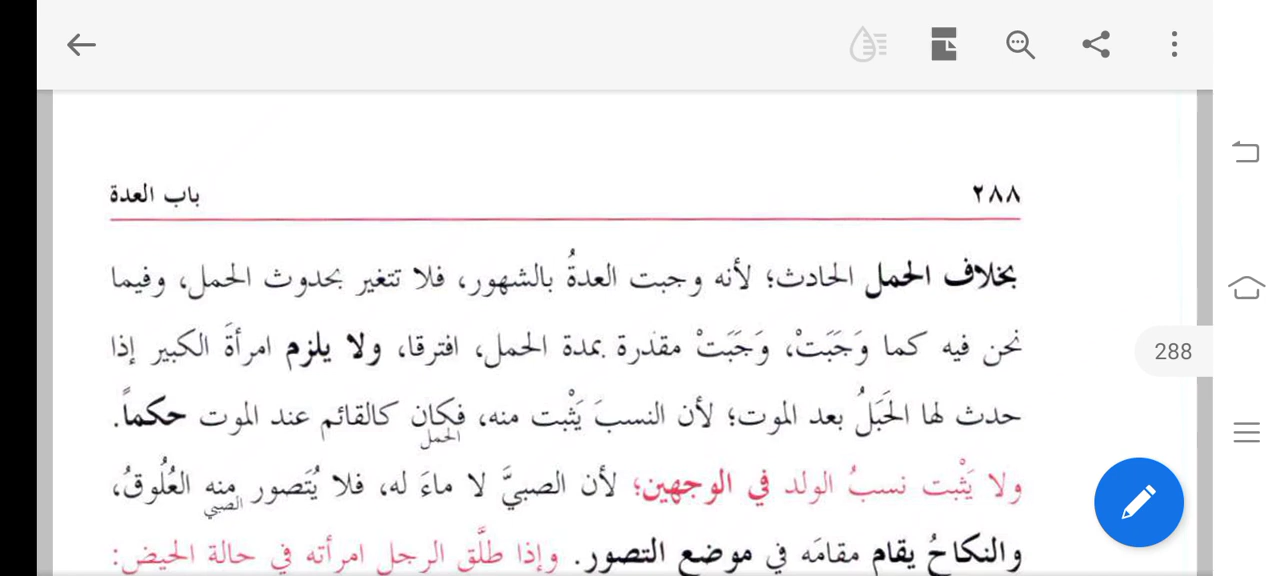 ٢٨٨
باب العدة
بخلاف الحمل الحادث؛ لأنه وجبت العدةُ بالشهور، فلا تتغير بحدوث الحمل، وفيما
نحن فيه كما وَجَبَتْ، وَجَبَتْ مقدرة بمدة الحمل، افترقا، ولا يلزم امرأةَ الكبير إذا
حدث لها الحَبَلُ بعد الموت؛ لأن النسبَ يَثْبت منه، فكان كالقائم عند الموت حكماً.
الحمل
ولا يَثْبت نسبُ الولد في الوجهين؛ لأن الصبيَّ لا ماءَ له، فلا يُتَصور منه العُلُوقُ،
الصبي
والنكاحُ يقام مقامَه في موضع التصور. وإذا طلَّق الرجل امرأته في حالة الحيض:
288